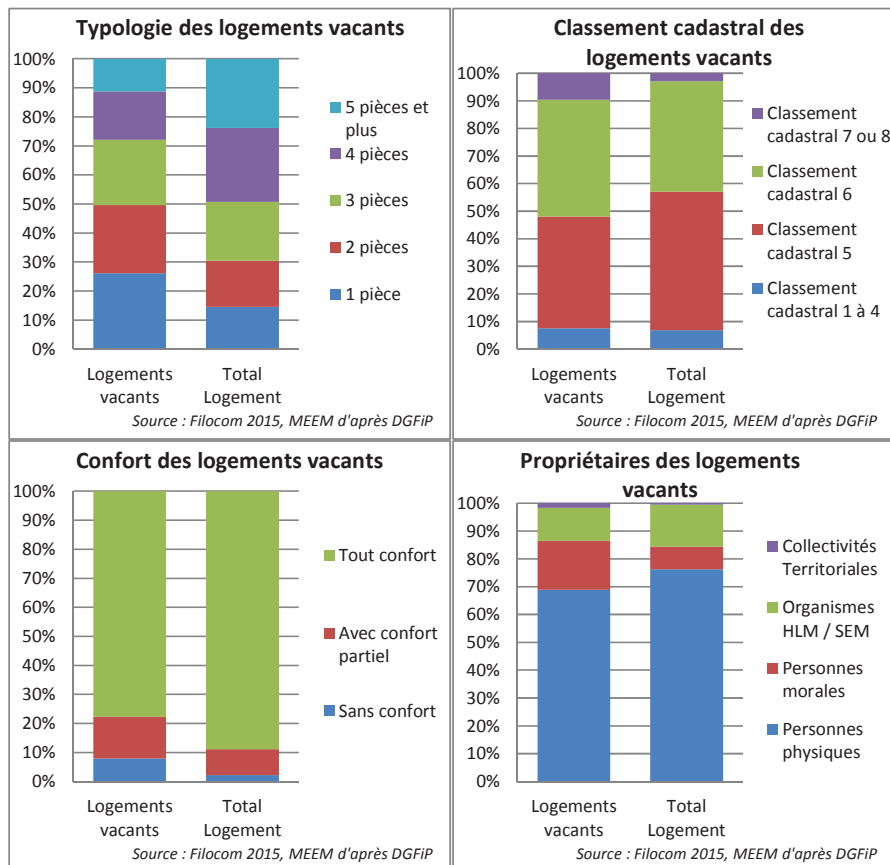 Typologie des logements vacants
100%
90%
80%
70%
60%
50%
40%
30%
20%
10%
0%
5 pièces et
plus
4 pièces
3 pièces
2 pièces
1 pièce
Logements
vacants
Total
Logement
Source : Filocom 2015, MEEM d'après DGFiP
Classement cadastral des
logements vacants
100%
90%
80%
70%
60%
50%
40%
30%
20%
10%
0%
Classement
cadastral 7 ou 8
Classement
cadastral 6
Classement
cadastral 5
Classement
cadastral 1 à 4
Logements
vacants
Total
Logement
Source : Filocom 2015, MEEM d'après DGFiP
Confort des logements vacants
100%
90%
80%
70%
60%
50%
40%
30%
20%
10%
0%
Tout confort
Avec confort
partiel
Sans confort
Logements
vacants
Total
Logement
Source : Filocom 2015, MEEM d'après DGFiP
Propriétaires des logements
vacants
100%
90%
80%
70%
60%
50%
40%
30%
20%
10%
0%
Collectivités
Territoriales
Organismes
HLM / SEM
Personnes
morales
Personnes
physiques
Logements
vacants
Total
Logement
Source : Filocom 2015, MEEM d'après DGFiP